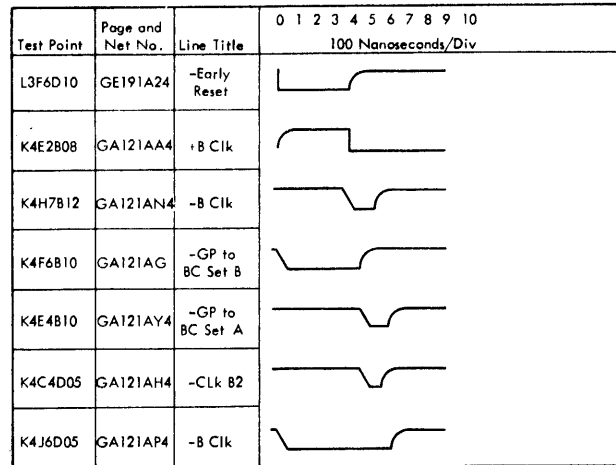 Test Point Page and Net No. Line Title 0 1 2 3 4 5 6 7 8 9 10
100 Nanoseconds/Div
L3F6D10 GE191A24 -Early Reset
K4E2B08 GA121AA4 +B Clk
K4H7B12 GA121AN4 -B Clk
K4F6B10 GA121AG -GP to BC Set B
K4E4B10 GA121AY4 -GP to BC Set A
K4C4D05 GA121AH4 -CLk B2
K4J6D05 GA121AP4 -B Clk